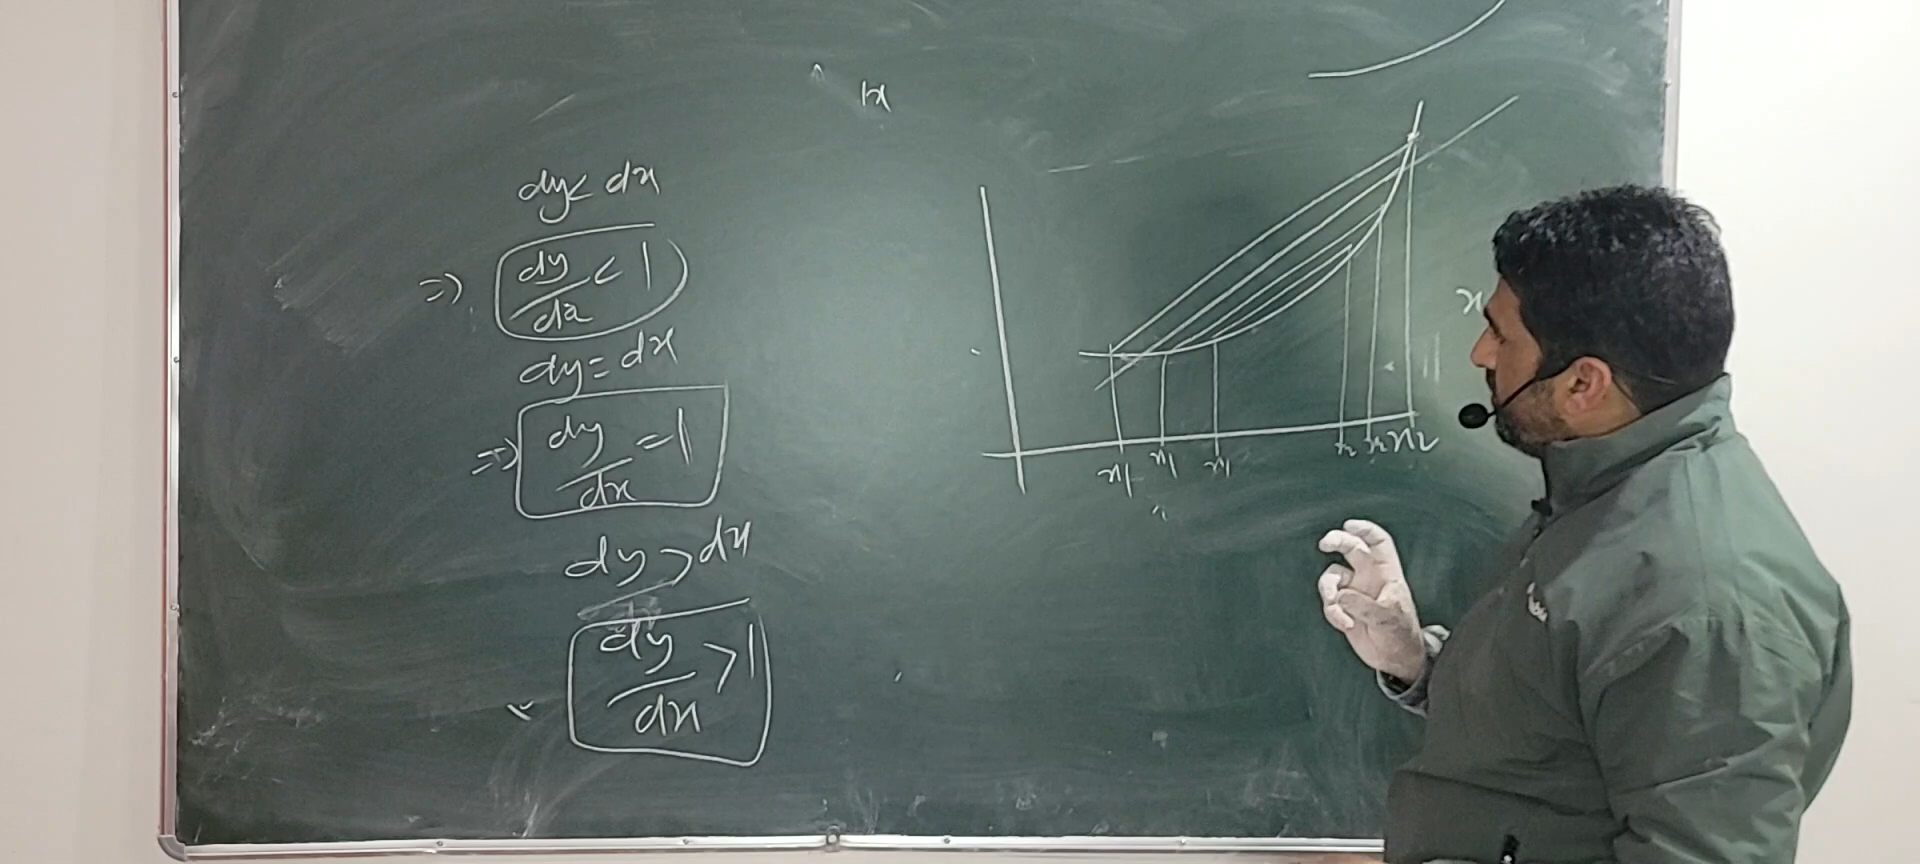 dy < dx
=> dy/dx < 1
dy = dx
=> dy/dx = 1
dy > dx
dy/dx > 1
x
x1 x1 x1 x2 x2 x2